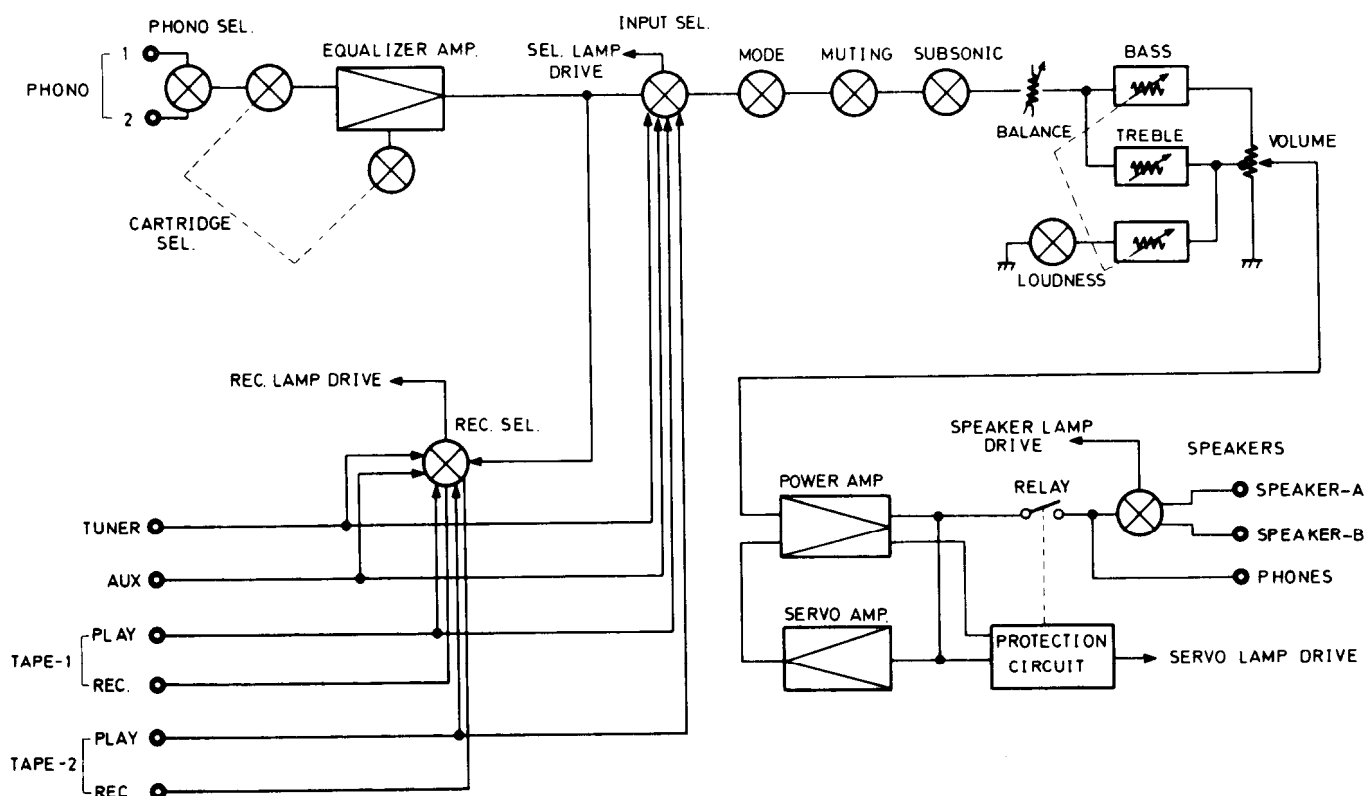 PHONO SEL.
INPUT SEL.
1
EQUALIZER AMP.
SEL. LAMP
DRIVE
MODE
MUTING
SUBSONIC
BASS
PHONO
2
BALANCE
TREBLE
VOLUME
CARTRIDGE
SEL.
LOUDNESS
REC. LAMP DRIVE
REC. SEL.
SPEAKER LAMP
DRIVE
SPEAKERS
POWER AMP
RELAY
SPEAKER-A
TUNER
SPEAKER-B
AUX
PHONES
SERVO AMP.
PLAY
PROTECTION
CIRCUIT
SERVO LAMP DRIVE
TAPE-1
REC.
PLAY
TAPE-2
REC